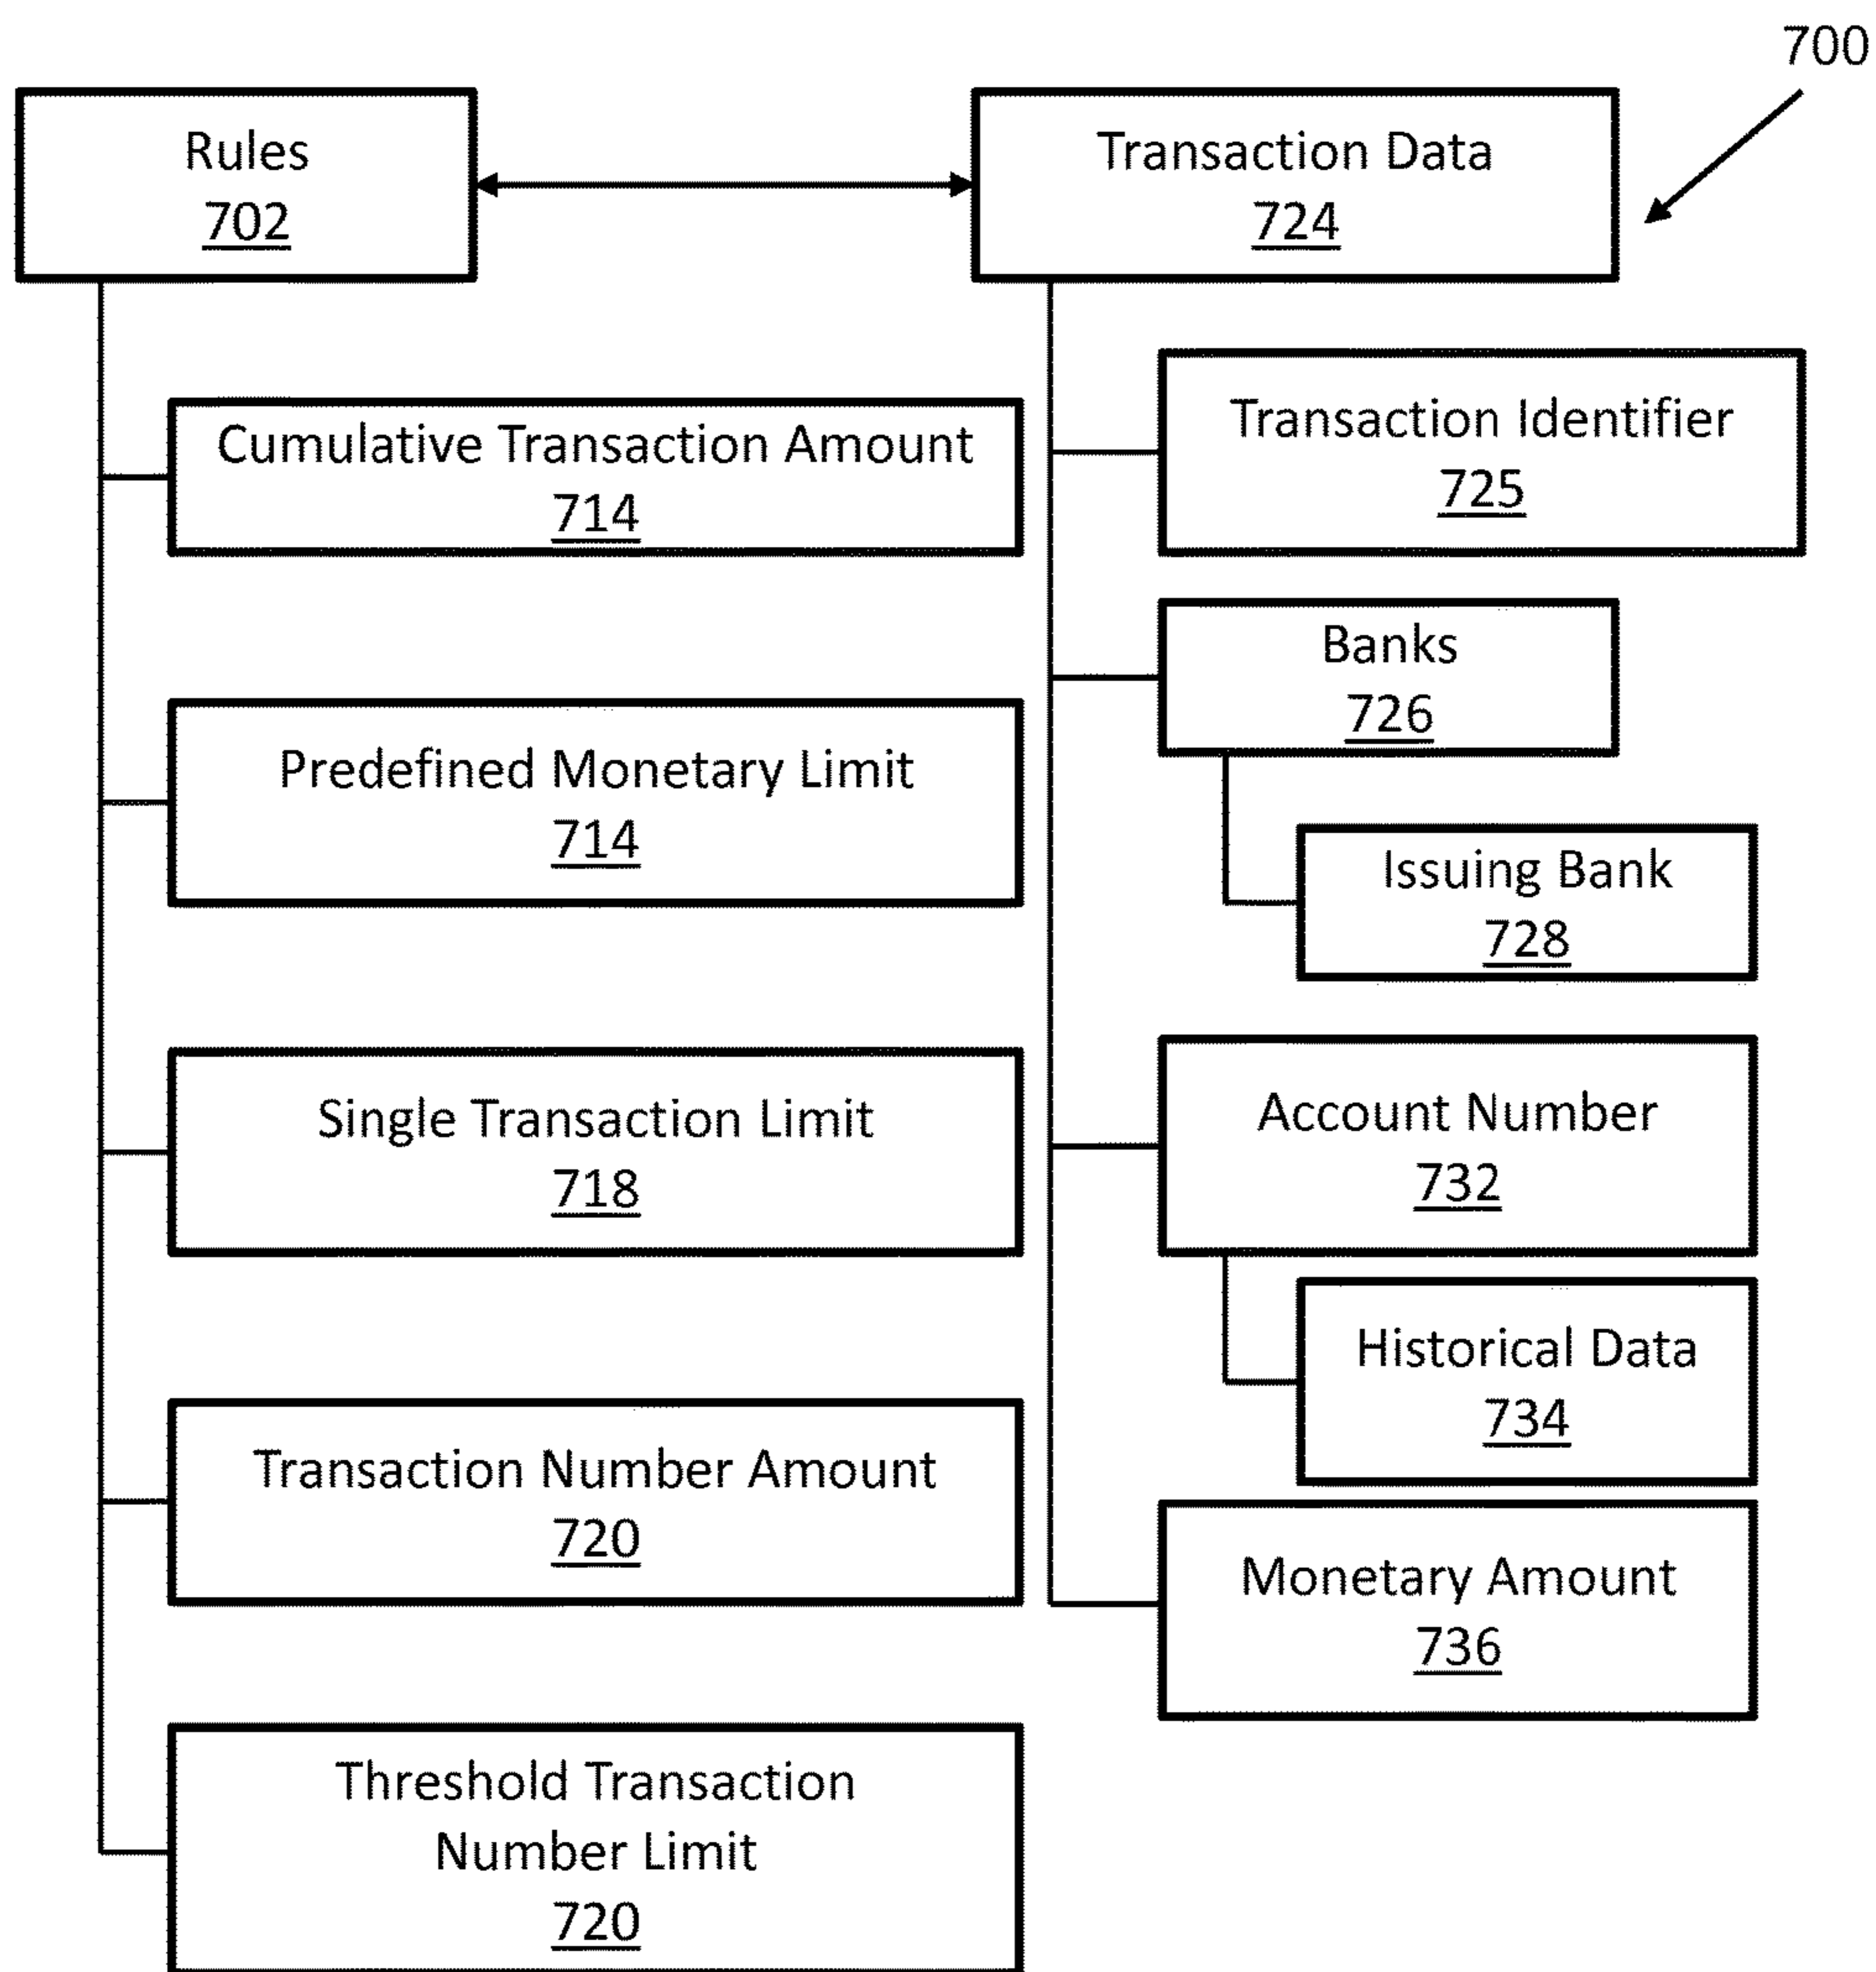 700
Rules
702
Transaction Data
724
Cumulative Transaction Amount
714
Predefined Monetary Limit
714
Single Transaction Limit
718
Transaction Number Amount
720
Threshold Transaction
Number Limit
720
Transaction Identifier
725
Banks
726
Issuing Bank
728
Account Number
732
Historical Data
734
Monetary Amount
736